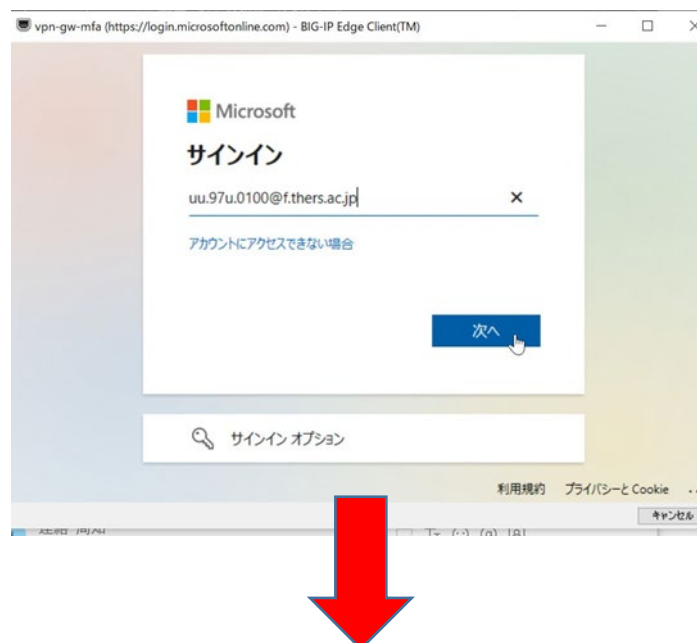 vpn-gw-mfa (https://login.microsoftonline.com) - BIG-IP Edge Client(TM)
Microsoft
サインイン
uu.97u.0100@f.thers.ac.jp
アカウントにアクセスできない場合
次へ
サインイン オプション
利用規約 プライバシーと Cookie
キャンセル